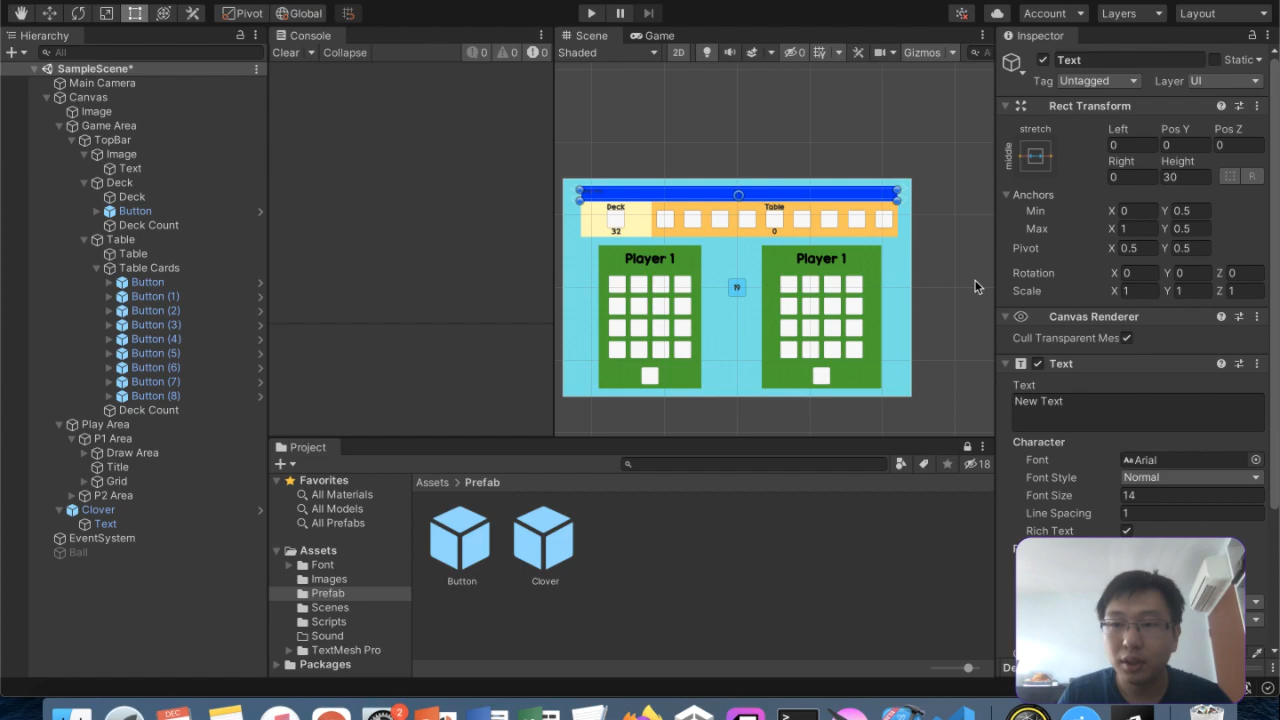 Pivot
Global
Account
Layers
Layout
Hierarchy
All
SampleScene*
Main Camera
Canvas
Image
Game Area
TopBar
Image
Text
Deck
Deck
Button
Deck Count
Table
Table
Table Cards
Button
Button (1)
Button (2)
Button (3)
Button (4)
Button (5)
Button (6)
Button (7)
Button (8)
Deck Count
Play Area
P1 Area
Draw Area
Title
Grid
P2 Area
Clover
Text
EventSystem
Ball
Console
Clear
Collapse
0
0
0
Scene
Game
Shaded
2D
0
Gizmos
Deck
Table
32
0
Player 1
Player 1
19
Project
18
Favorites
All Materials
All Models
All Prefabs
Assets
Font
Images
Prefab
Scenes
Scripts
Sound
TextMesh Pro
Packages
Assets > Prefab
Button
Clover
Inspector
Text
Static
Tag Untagged
Layer UI
Rect Transform
stretch
middle
Left Pos Y Pos Z
0 0 0
Right Height
0 30
R
Anchors
Min X 0 Y 0.5
Max X 1 Y 0.5
Pivot X 0.5 Y 0.5
Rotation X 0 Y 0 Z 0
Scale X 1 Y 1 Z 1
Canvas Renderer
Cull Transparent Mes
Text
Text
New Text
Character
Font Arial
Font Style Normal
Font Size 14
Line Spacing 1
Rich Text
2
DEC